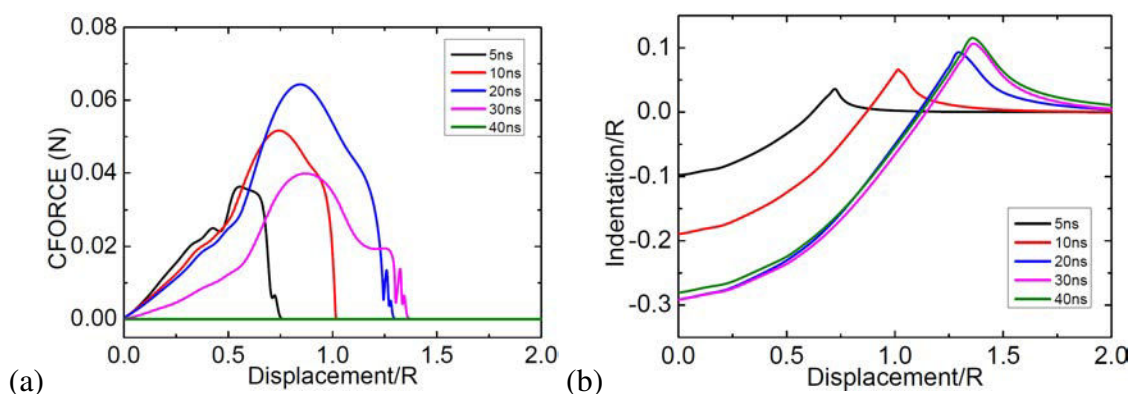 CFORCE (N)
0.08
0.06
0.04
0.02
0.00
5ns
10ns
20ns
30ns
40ns
0.0 0.5 1.0 1.5 2.0
Displacement/R
(a)
Indentation/R
0.1
0.0
-0.1
-0.2
-0.3
5ns
10ns
20ns
30ns
40ns
0.0 0.5 1.0 1.5 2.0
Displacement/R
(b)